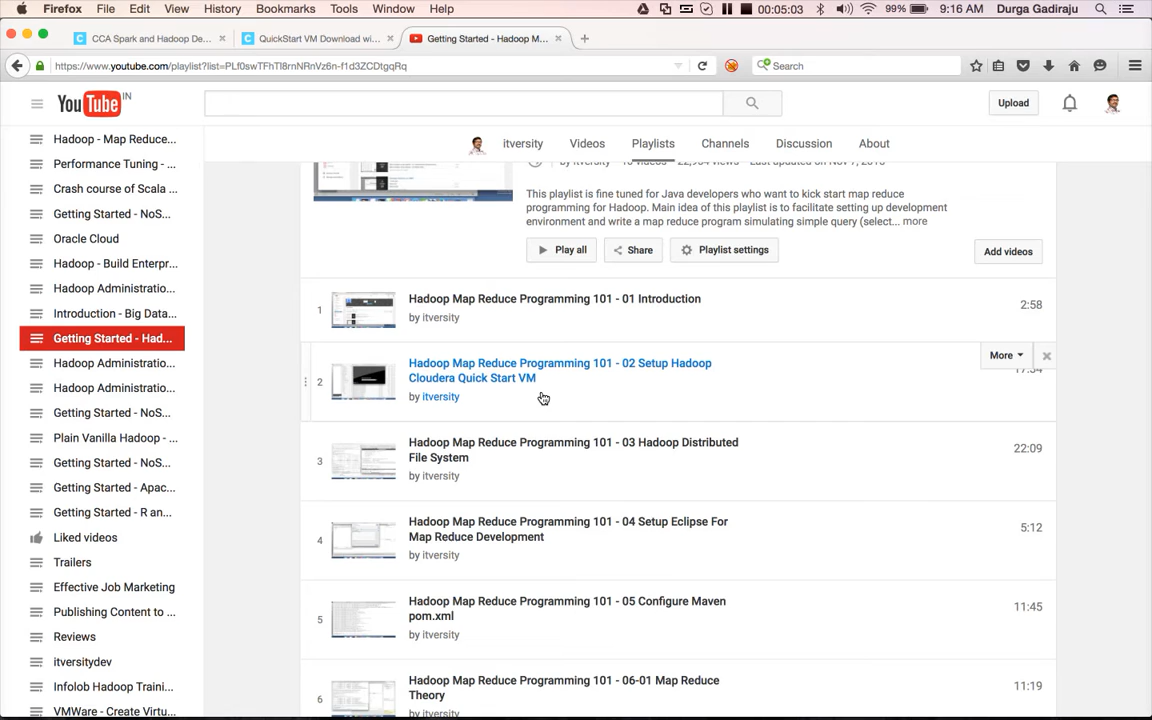 Firefox File Edit View History Bookmarks Tools Window Help 00:05:03 99% 9:16 AM Durga Gadiraju
CCA Spark and Hadoop De... QuickStart VM Download wi... Getting Started - Hadoop M...
https://www.youtube.com/playlist?list=PLf0swTFhTI8rnNRnVz6n-f1d3ZCDtgqRq Search
YouTube IN Upload
itversity Videos Playlists Channels Discussion About
Hadoop - Map Reduce...
Performance Tuning - ...
Crash course of Scala ...
Getting Started - NoS...
Oracle Cloud
Hadoop - Build Enterpr...
Hadoop Administratio...
Introduction - Big Data...
Getting Started - Had...
Hadoop Administratio...
Hadoop Administratio...
Getting Started - NoS...
Plain Vanilla Hadoop - ...
Getting Started - NoS...
Getting Started - Apac...
Getting Started - R an...
Liked videos
Trailers
Effective Job Marketing
Publishing Content to ...
Reviews
itversitydev
Infolob Hadoop Traini...
VMWare - Create Virtu...
This playlist is fine tuned for Java developers who want to kick start map reduce
programming for Hadoop. Main idea of this playlist is to facilitate setting up development
environment and write a map reduce program simulating simple query (select... more
Play all Share Playlist settings Add videos
1 Hadoop Map Reduce Programming 101 - 01 Introduction 2:58
by itversity
2 Hadoop Map Reduce Programming 101 - 02 Setup Hadoop
Cloudera Quick Start VM
by itversity
More
3 Hadoop Map Reduce Programming 101 - 03 Hadoop Distributed
File System 22:09
by itversity
4 Hadoop Map Reduce Programming 101 - 04 Setup Eclipse For
Map Reduce Development 5:12
by itversity
5 Hadoop Map Reduce Programming 101 - 05 Configure Maven
pom.xml 11:45
by itversity
6 Hadoop Map Reduce Programming 101 - 06-01 Map Reduce
Theory 11:19
by itversity